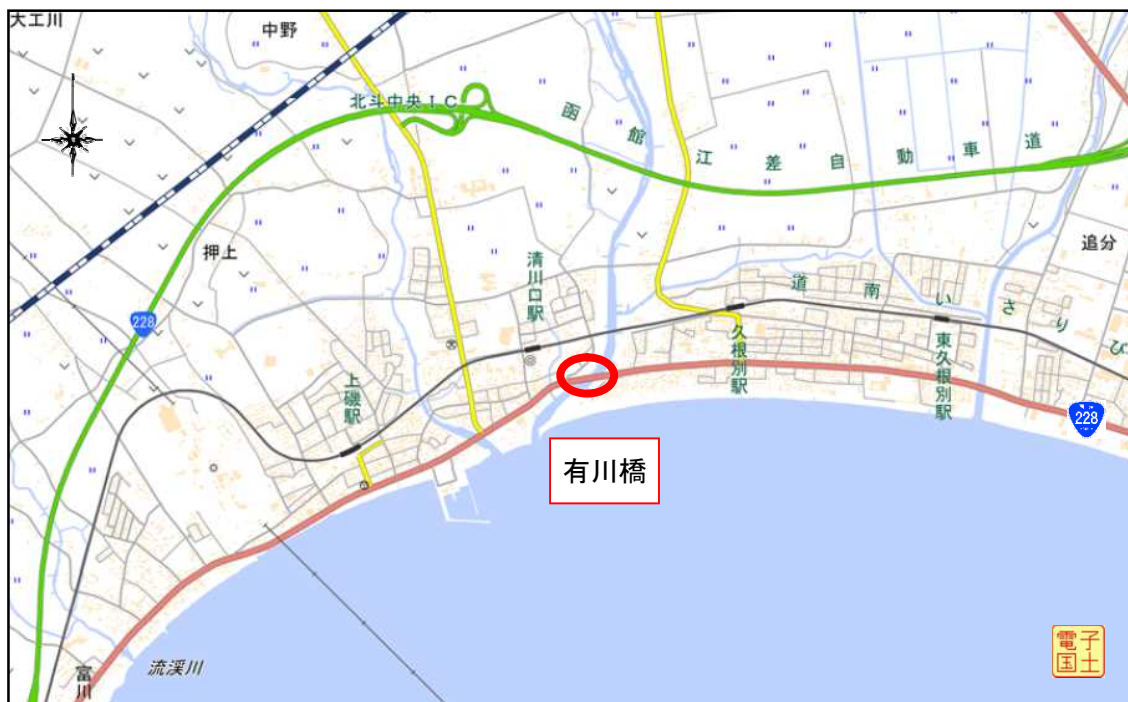 大工川
中野
北斗中央IC
函館江差自動車道
押上
追分
清川口駅
道南いさりび
228
久根別駅
東久根別駅
上磯駅
228
有川橋
富川
流渓川
電子国土